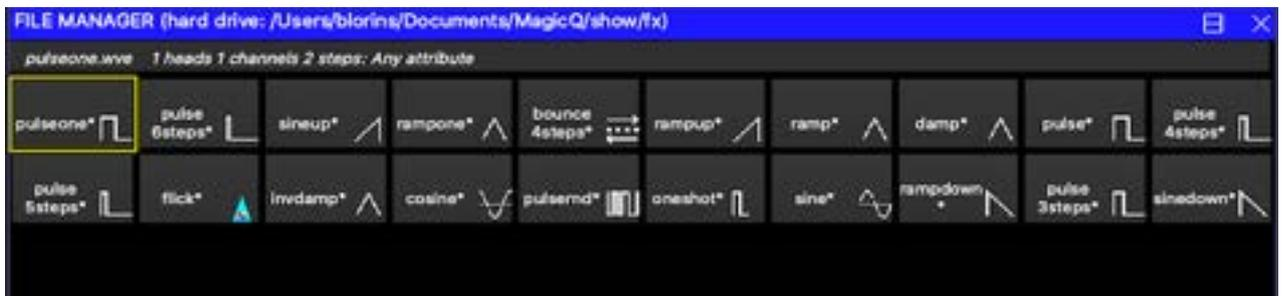 FILE MANAGER (hard drive: /Users/blorins/Documents/MagicQ/show/fx)
pulseone.wve 1 heads 1 channels 2 steps: Any attribute
pulseone*
pulse
6steps*
sineup*
rampone*
bounce
4steps*
rampup*
ramp*
damp*
pulse*
pulse
4steps*
pulse
5steps*
flick*
invdamp*
cosine*
pulsernd*
oneshot*
sine*
rampdown
*
pulse
3steps*
sinedown*